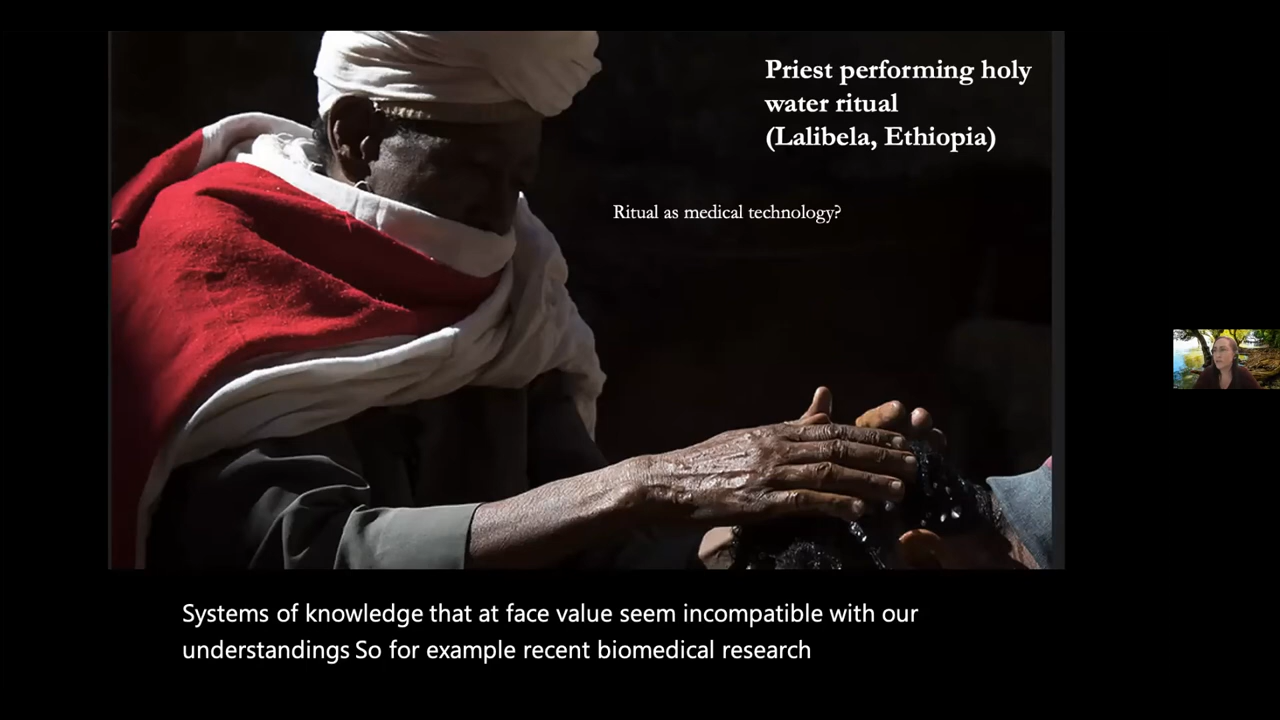 Priest performing holy
water ritual
(Lalibela, Ethiopia)
Ritual as medical technology?
Systems of knowledge that at face value seem incompatible with our
understandings So for example recent biomedical research